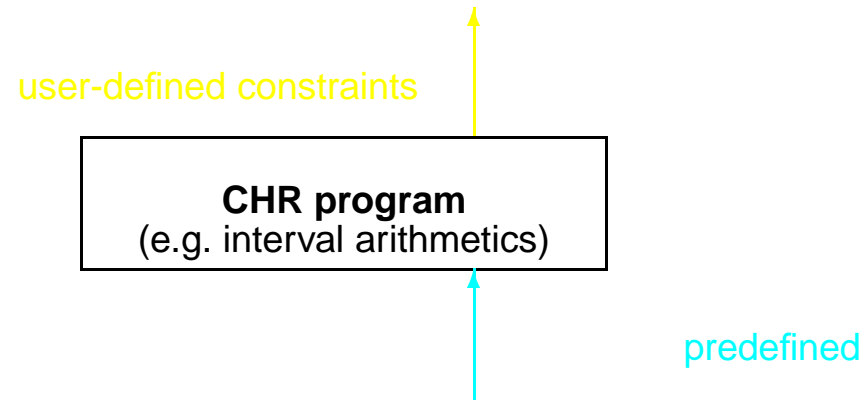 user-defined constraints
CHR program
(e.g. interval arithmetics)
predefined